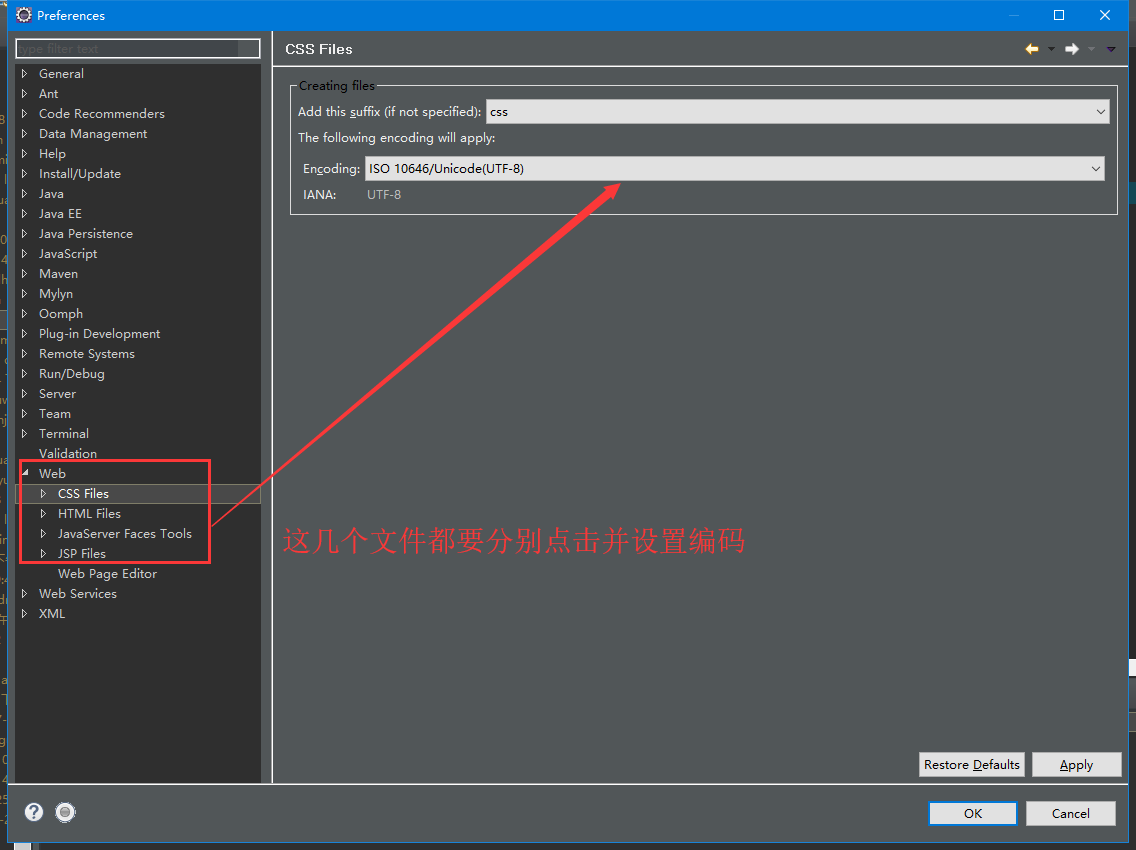 Preferences
type filter text
General
Ant
Code Recommenders
Data Management
Help
Install/Update
Java
Java EE
Java Persistence
JavaScript
Maven
Mylyn
Oomph
Plug-in Development
Remote Systems
Run/Debug
Server
Team
Terminal
Validation
Web
CSS Files
HTML Files
JavaServer Faces Tools
JSP Files
Web Page Editor
Web Services
XML
CSS Files
Creating files
Add this suffix (if not specified): css
The following encoding will apply:
Encoding: ISO 10646/Unicode(UTF-8)
IANA: UTF-8
这几个文件都要分别点击并设置编码
Restore Defaults Apply
OK Cancel